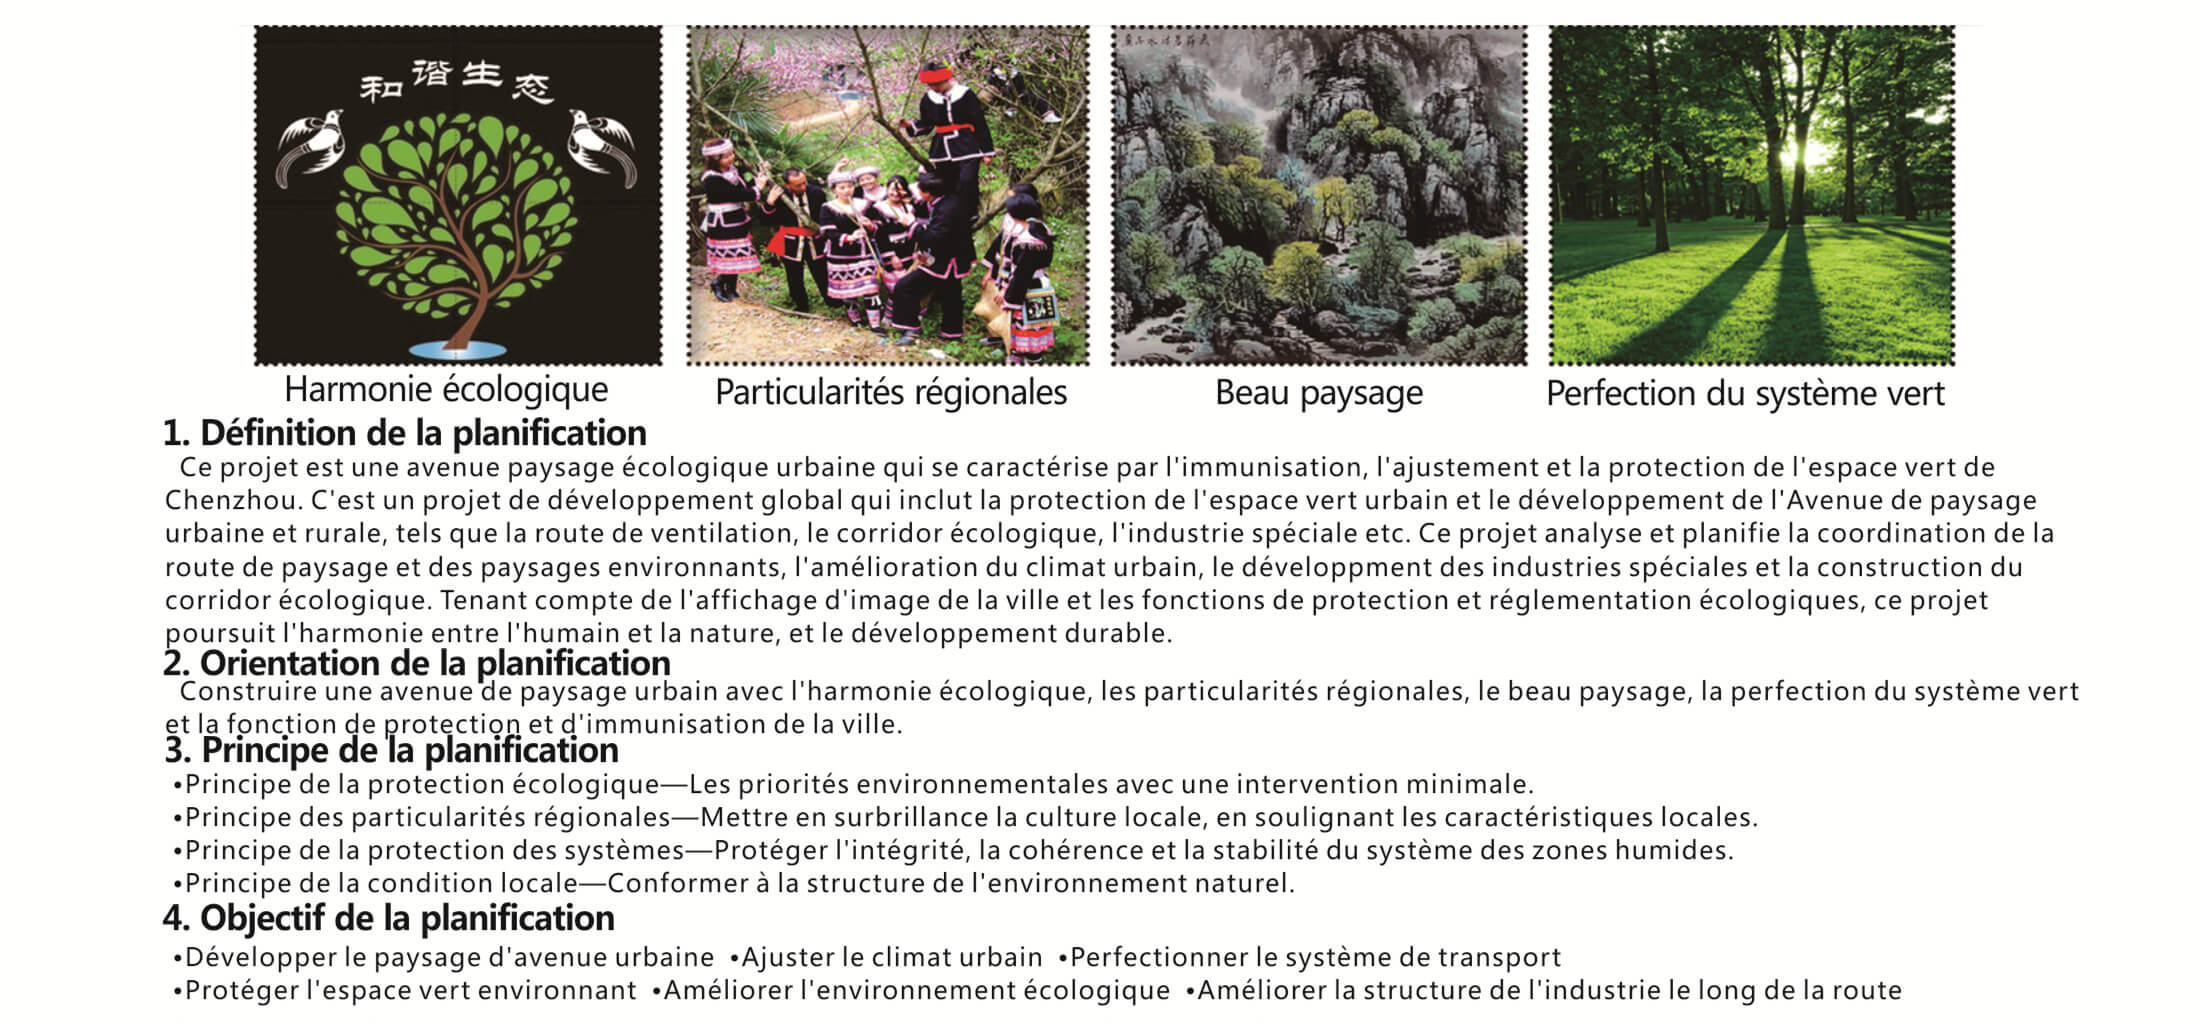 和谐生态
Harmonie écologique
Particularités régionales
Beau paysage
Perfection du système vert
1. Définition de la planification
Ce projet est une avenue paysage écologique urbaine qui se caractérise par l'immunisation, l'ajustement et la protection de l'espace vert de
Chenzhou. C'est un projet de développement global qui inclut la protection de l'espace vert urbain et le développement de l'Avenue de paysage
urbaine et rurale, tels que la route de ventilation, le corridor écologique, l'industrie spéciale etc. Ce projet analyse et planifie la coordination de la
route de paysage et des paysages environnants, l'amélioration du climat urbain, le développment des industries spéciales et la construction du
corridor écologique. Tenant compte de l'affichage d'image de la ville et les fonctions de protection et réglementation écologiques, ce projet
poursuit l'harmonie entre l'humain et la nature, et le développement durable.
2. Orientation de la planification
Construire une avenue de paysage urbain avec l'harmonie écologique, les particularités régionales, le beau paysage, la perfection du système vert
et la fonction de protection et d'immunisation de la ville.
3. Principe de la planification
•Principe de la protection écologique—Les priorités environnementales avec une intervention minimale.
•Principe des particularités régionales—Mettre en surbrillance la culture locale, en soulignant les caractéristiques locales.
•Principe de la protection des systèmes—Protéger l'intégrité, la cohérence et la stabilité du système des zones humides.
•Principe de la condition locale—Conformer à la structure de l'environnement naturel.
4. Objectif de la planification
•Développer le paysage d'avenue urbaine •Ajuster le climat urbain •Perfectionner le système de transport
•Protéger l'espace vert environnant •Améliorer l'environnement écologique •Améliorer la structure de l'industrie le long de la route